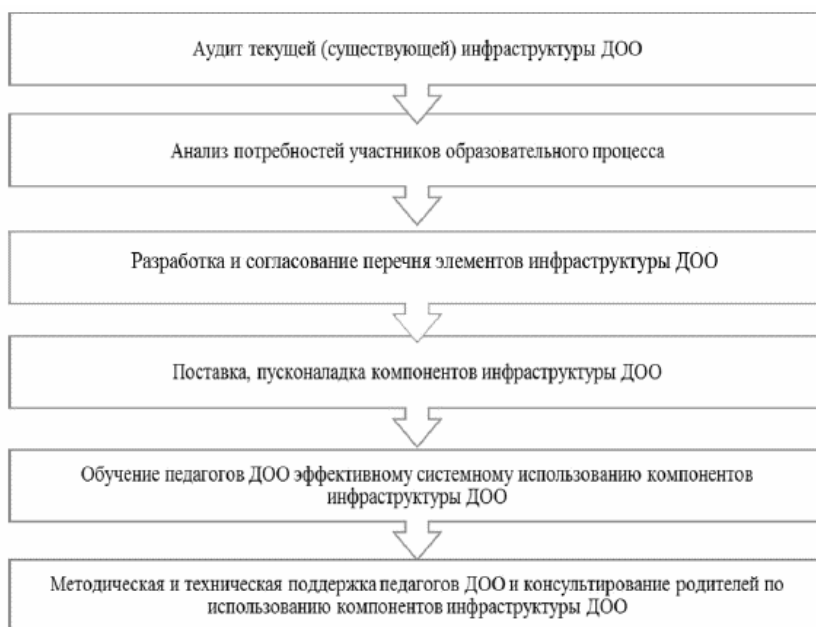 Аудит текущей (существующей) инфраструктуры ДОО
Анализ потребностей участников образовательного процесса
Разработка и согласование перечня элементов инфраструктуры ДОО
Поставка, пусконаладка компонентов инфраструктуры ДОО
Обучение педагогов ДОО эффективному системному использованию компонентов
инфраструктуры ДОО
Методическая и техническая поддержка педагогов ДОО и консультирование родителей по
использованию компонентов инфраструктуры ДОО